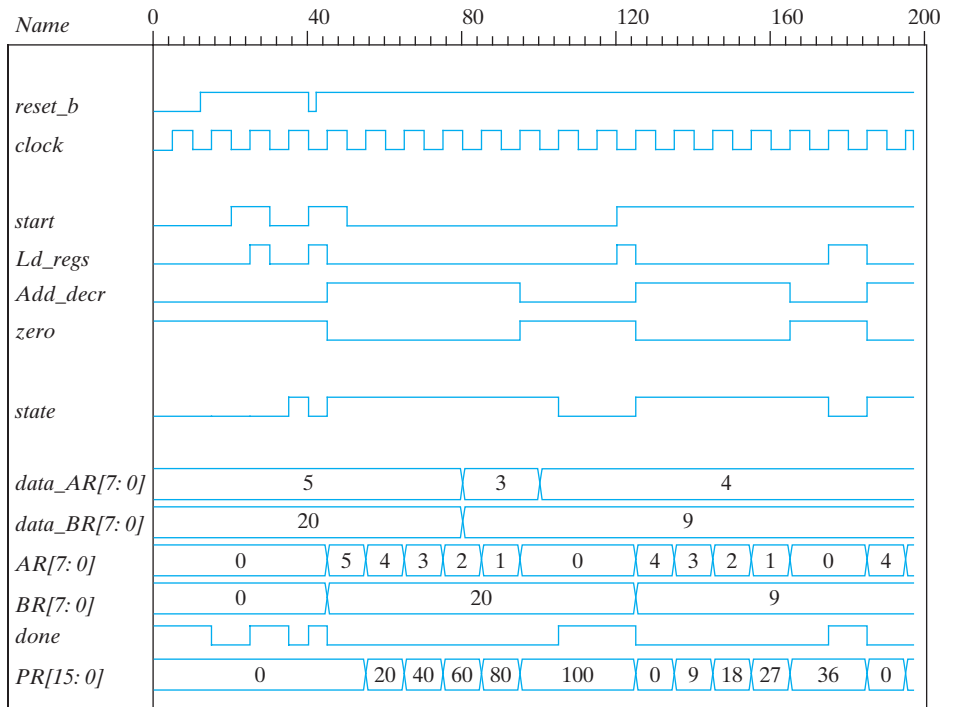 Name 0 40 80 120 160 200
reset_b
clock
start
Ld_regs
Add_decr
zero
state
data_AR[7: 0] 5 3 4
data_BR[7: 0] 20 9
AR[7: 0] 0 5 4 3 2 1 0 4 3 2 1 0 4
BR[7: 0] 0 20 9
done
PR[15: 0] 0 20 40 60 80 100 0 9 18 27 36 0